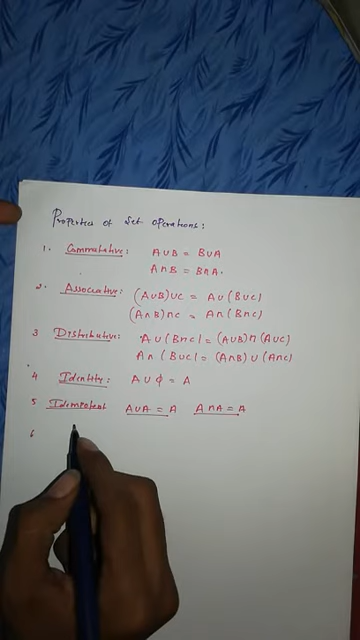 Properties of Set Operations:
1. Commutative: A∪B = B∪A
A∩B = B∩A.
2. Associative: (A∪B)∪C = A∪(B∪C)
(A∩B)∩C = A∩(B∩C)
3 Distributive: A∪(B∩C) = (A∪B)∩(A∪C)
A∩(B∪C) = (A∩B)∪(A∩C)
4 Identity: A∪ϕ = A
5 Idempotent A∪A = A A∩A = A
6